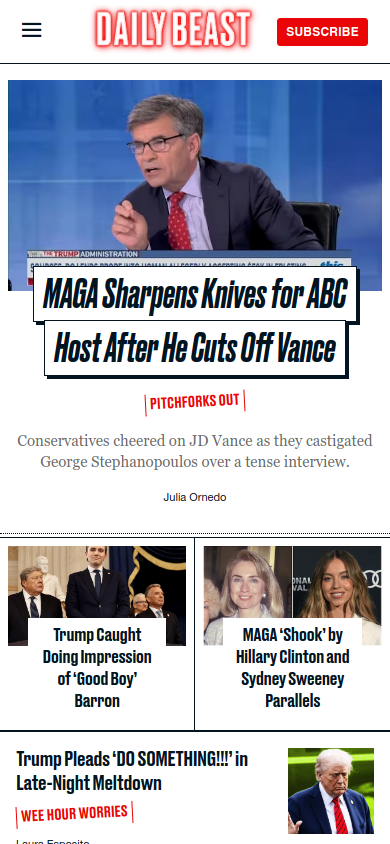 DAILY BEAST
SUBSCRIBE
THE TRUMP ADMINISTRATION
this
MAGA Sharpens Knives for ABC
Host After He Cuts Off Vance
PITCHFORKS OUT
Conservatives cheered on JD Vance as they castigated
George Stephanopoulos over a tense interview.
Julia Ornedo
Trump Caught
Doing Impression
of ‘Good Boy’
Barron
MAGA ‘Shook’ by
Hillary Clinton and
Sydney Sweeney
Parallels
Trump Pleads ‘DO SOMETHING!!!’ in
Late-Night Meltdown
WEE HOUR WORRIES
Laura Esposito